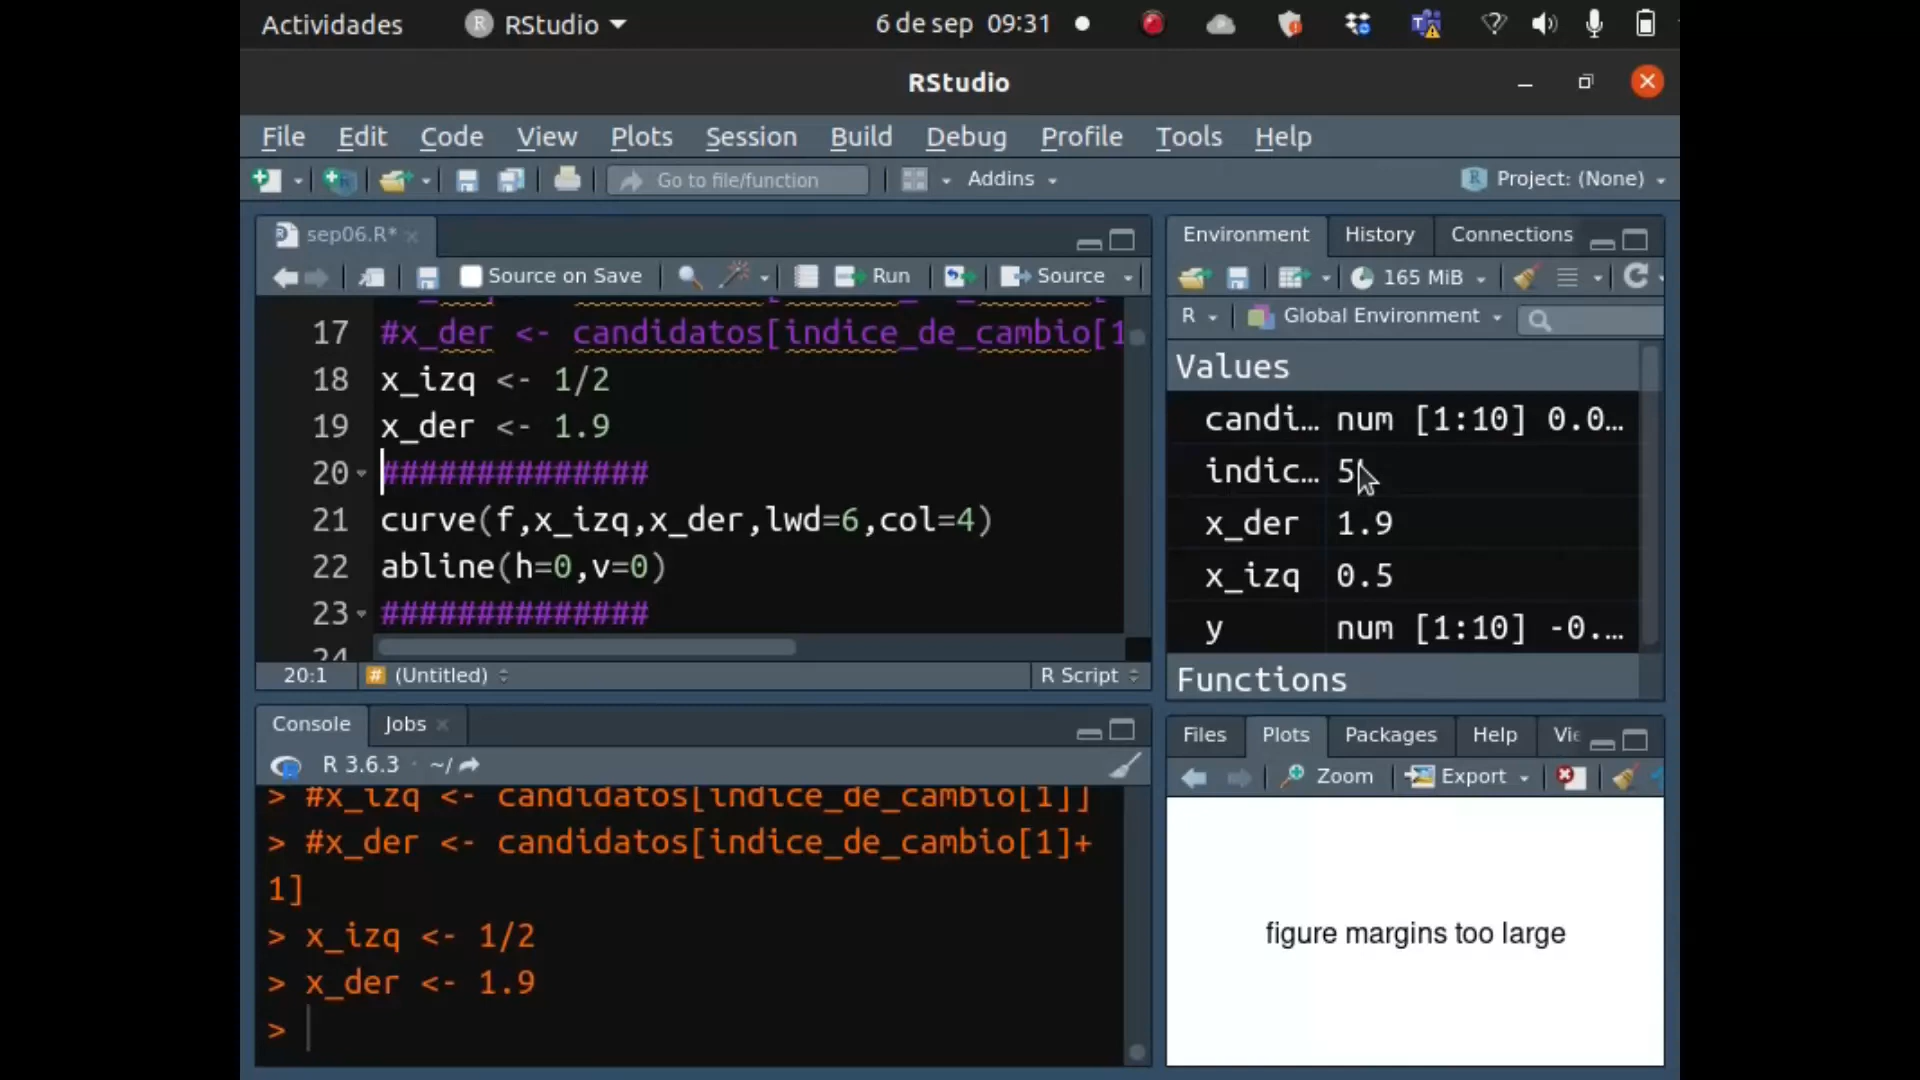 Actividades RStudio 6 de sep 09:31
RStudio
File Edit Code View Plots Session Build Debug Profile Tools Help
Go to file/function Addins Project: (None)
sep06.R*
Source on Save Run Source
17 #x_der <- candidatos[indice_de_cambio[1
18 x_izq <- 1/2
19 x_der <- 1.9
20 ##############
21 curve(f,x_izq,x_der,lwd=6,col=4)
22 abline(h=0,v=0)
23 ##############
24
20:1 # (Untitled) R Script
Console Jobs
R 3.6.3 · ~/
> #x_izq <- candidatos[indice_de_cambio[1]]
> #x_der <- candidatos[indice_de_cambio[1]+
1]
> x_izq <- 1/2
> x_der <- 1.9
>
Environment History Connections
165 MiB
R Global Environment
Values
candi… num [1:10] 0.0…
indic… 5
x_der 1.9
x_izq 0.5
y num [1:10] -0.…
Functions
Files Plots Packages Help Vie
Zoom Export
figure margins too large